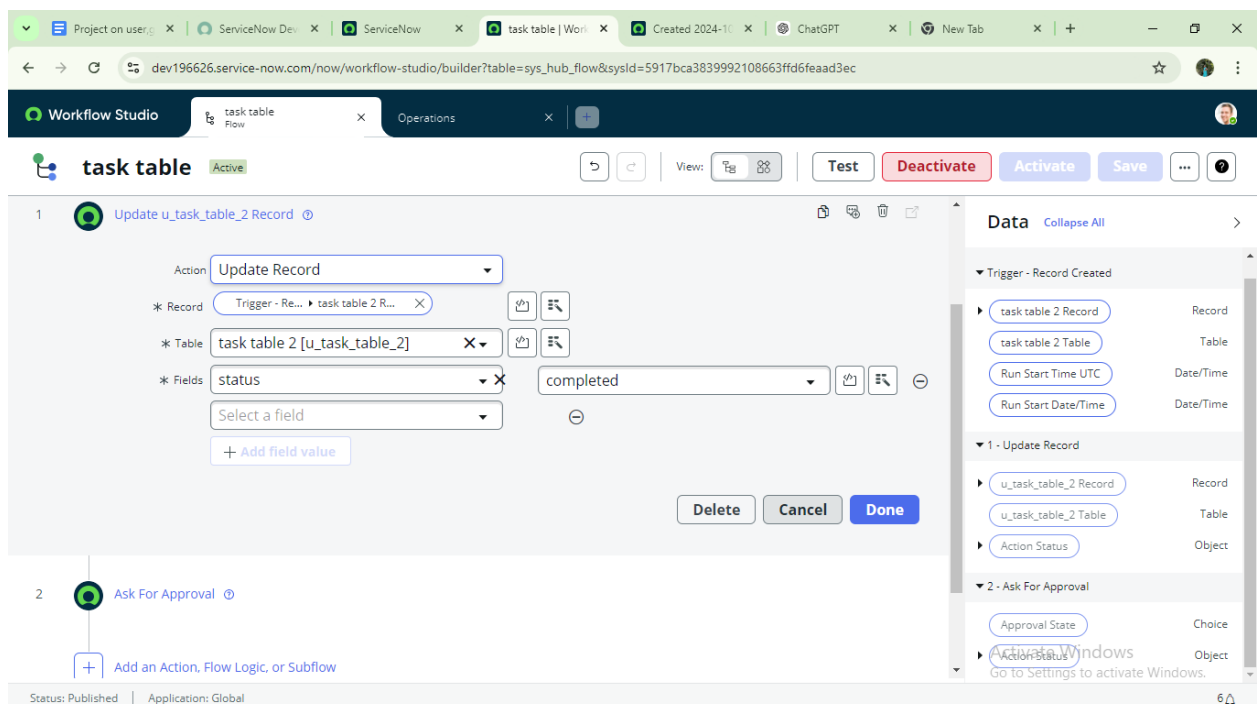 Project on user,g
ServiceNow Dev
ServiceNow
task table | Work
Created 2024-10
ChatGPT
New Tab
dev196626.service-now.com/now/workflow-studio/builder?table=sys_hub_flow&sysId=5917bca3839992108663ffd6feaad3ec
Workflow Studio
task table
Flow
Operations
task table Active
View:
Test
Deactivate
Activate
Save
1 Update u_task_table_2 Record
Action Update Record
* Record Trigger - Re... ▸ task table 2 R...
* Table task table 2 [u_task_table_2]
* Fields status completed
Select a field
+ Add field value
Delete Cancel Done
2 Ask For Approval
Add an Action, Flow Logic, or Subflow
Data Collapse All
Trigger - Record Created
task table 2 Record Record
task table 2 Table Table
Run Start Time UTC Date/Time
Run Start Date/Time Date/Time
1 - Update Record
u_task_table_2 Record Record
u_task_table_2 Table Table
Action Status Object
2 - Ask For Approval
Approval State Choice
Action Status Object
Activate Windows
Go to Settings to activate Windows.
Status: Published | Application: Global
6